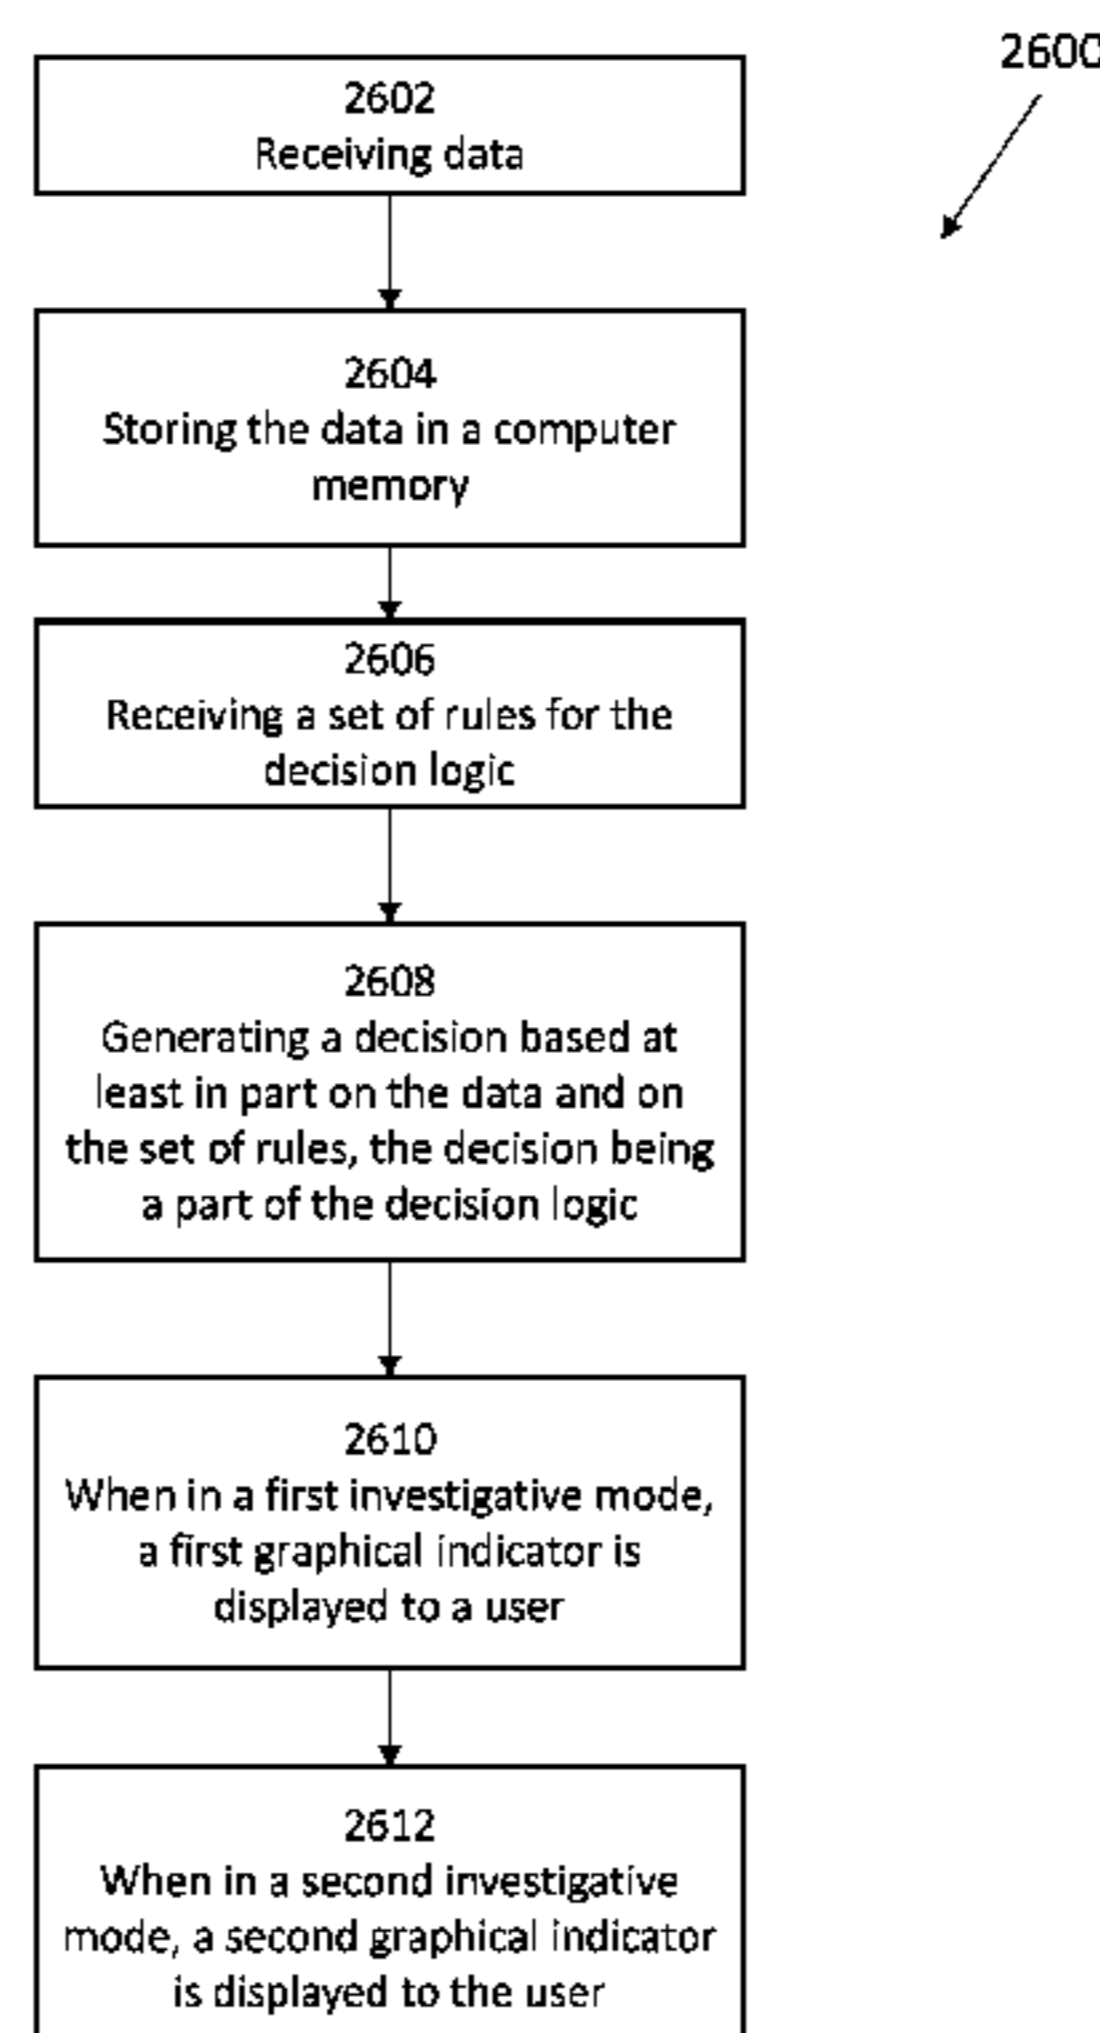 2600
2602
Receiving data
2604
Storing the data in a computer
memory
2606
Receiving a set of rules for the
decision logic
2608
Generating a decision based at
least in part on the data and on
the set of rules, the decision being
a part of the decision logic
2610
When in a first investigative mode,
a first graphical indicator is
displayed to a user
2612
When in a second investigative
mode, a second graphical indicator
is displayed to the user